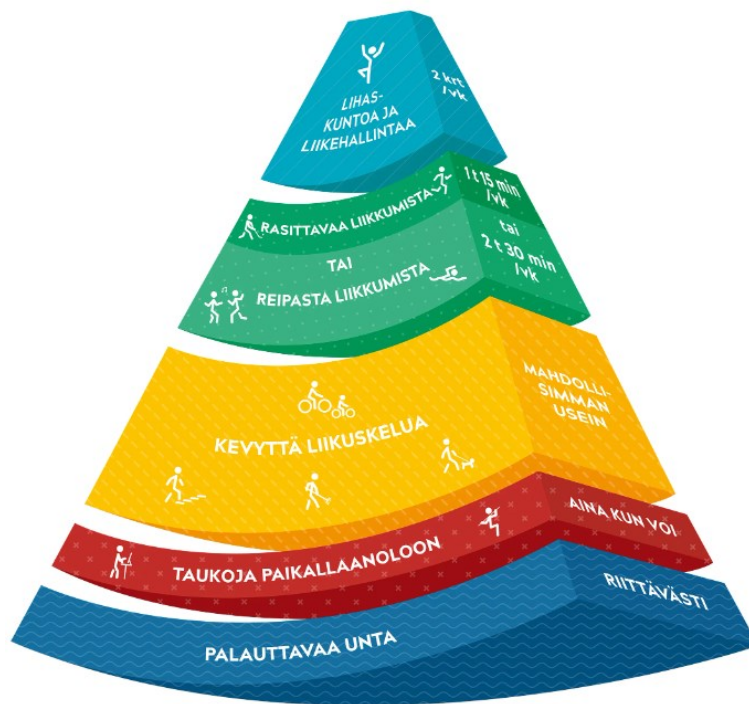 LIHAS-
KUNTOA JA
LIIKEHALLINTAA
2 krt
/vk
RASITTAVAA LIIKKUMISTA
1 t 15 min
/vk
TAI
tai
REIPASTA LIIKKUMISTA
2 t 30 min
/vk
KEVYTTÄ LIIKUSKELUA
MAHDOLLI-
SIMMAN
USEIN
TAUKOJA PAIKALLAANOLOON
AINA KUN VOI
PALAUTTAVAA UNTA
RIITTÄVÄSTI